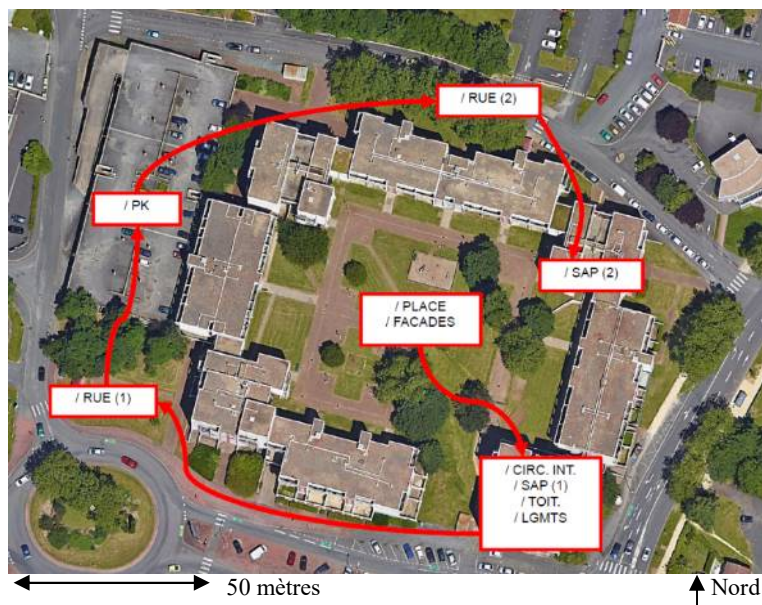 / RUE (2)
/ PK
/ SAP (2)
/ PLACE
/ FACADES
/ RUE (1)
/ CIRC. INT.
/ SAP (1)
/ TOIT.
/ LGMTS
50 mètres
Nord